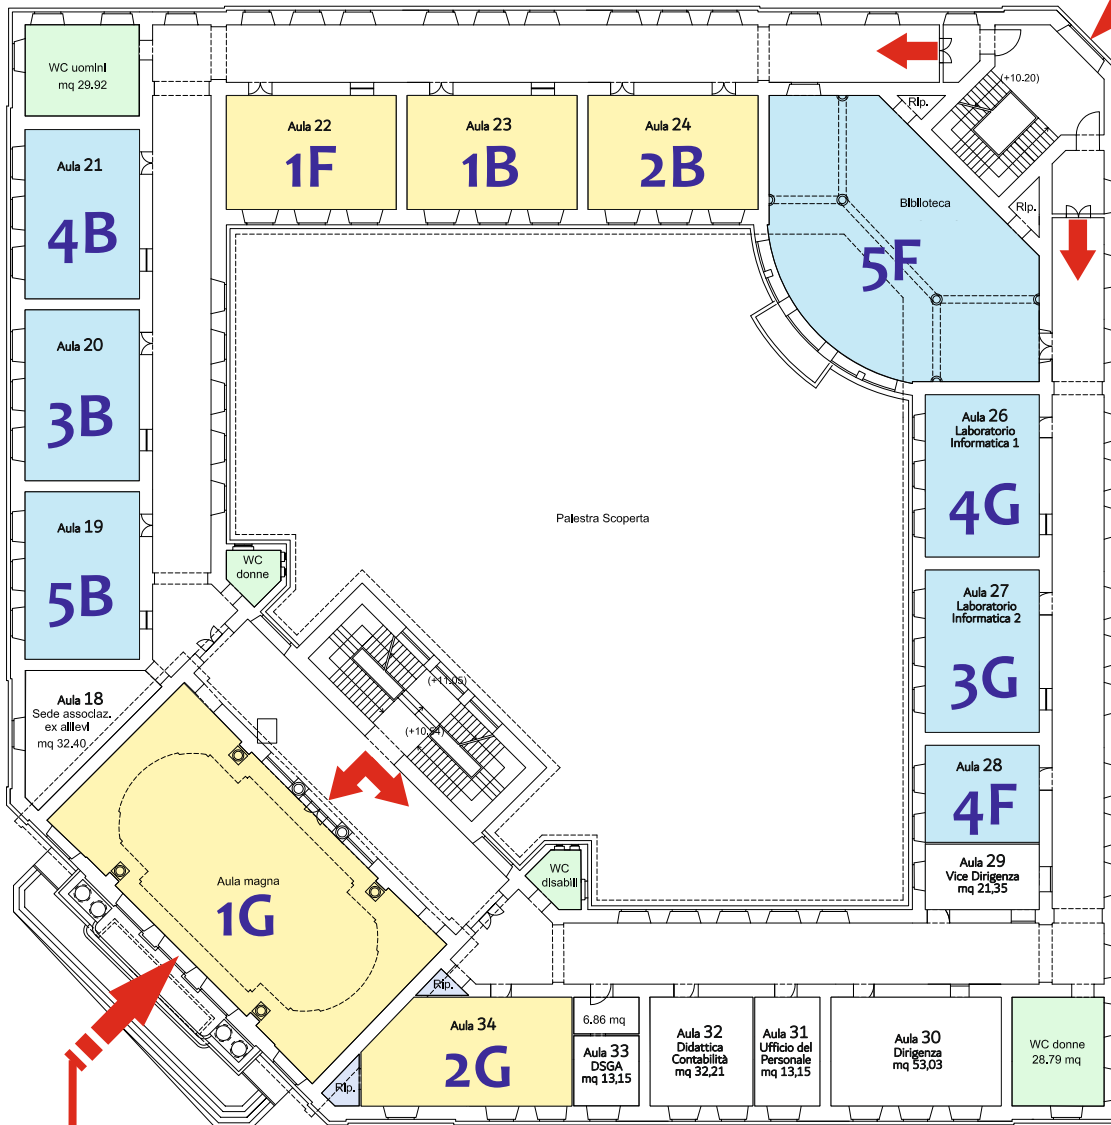 WC uomini
mq 29.92
Aula 22
1F
Aula 23
1B
Aula 24
2B
(+10.20)
Rip.
Aula 21
4B
Biblioteca
5F
Rip.
Aula 20
3B
Aula 26
Laboratorio
Informatica 1
4G
Palestra Scoperta
Aula 19
5B
WC
donne
Aula 27
Laboratorio
Informatica 2
3G
Aula 18
Sede associaz.
ex allievi
mq 32.40
(+11.05)
(+10.94)
Aula 28
4F
Aula magna
1G
WC
disabili
Aula 29
Vice Dirigenza
mq 21,35
Rip.
Aula 34
2G
Rip.
6.86 mq
Aula 33
DSGA
mq 13,15
Aula 32
Didattica
Contabilità
mq 32,21
Aula 31
Ufficio del
Personale
mq 13,15
Aula 30
Dirigenza
mq 53,03
WC donne
28.79 mq